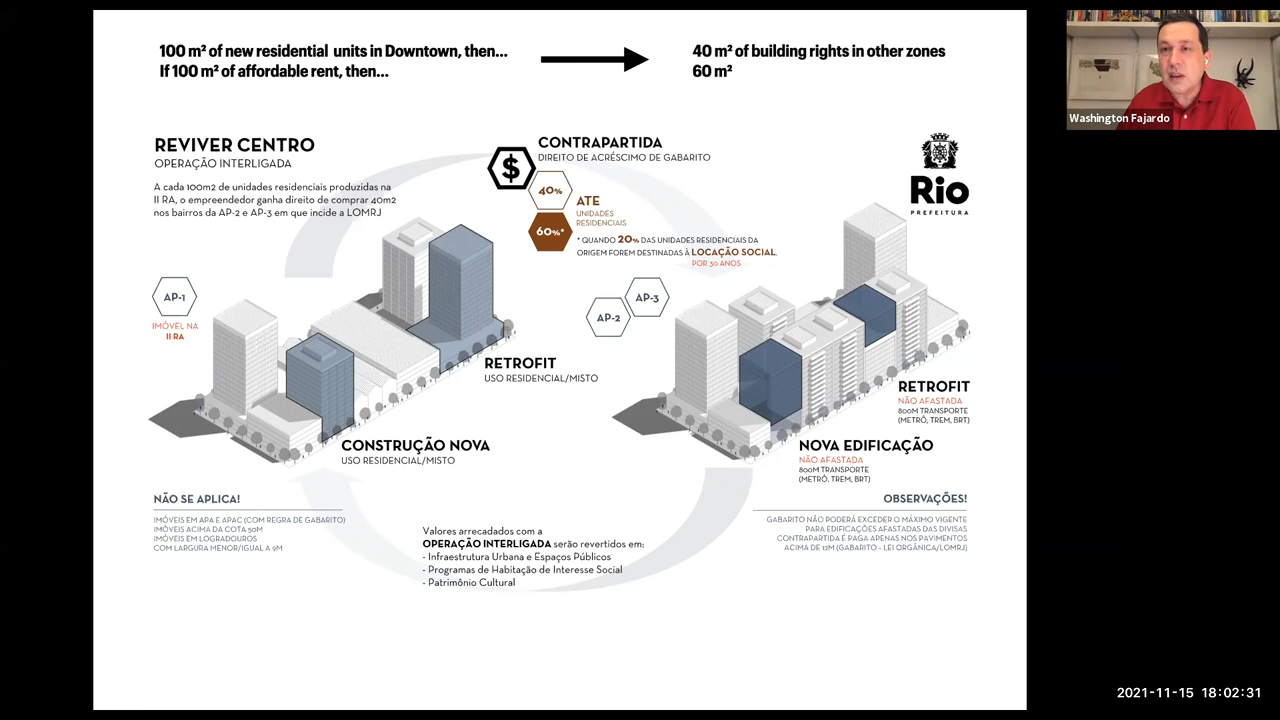 100 m² of new residential units in Downtown, then...
If 100 m² of affordable rent, then...
40 m² of building rights in other zones
60 m²
Washington Fajardo
REVIVER CENTRO
OPERAÇÃO INTERLIGADA
A cada 100m2 de unidades residenciais produzidas na
II RA, o empreendedor ganha direito de comprar 40m2
nos bairros da AP-2 e AP-3 em que incide a LOMRJ
$
CONTRAPARTIDA
DIREITO DE ACRÉSCIMO DE GABARITO
40%
60%*
ATE
UNIDADES
RESIDENCIAIS
* QUANDO 20% DAS UNIDADES RESIDENCIAIS DA
ORIGEM FOREM DESTINADAS À LOCAÇÃO SOCIAL.
POR 30 ANOS
Rio
PREFEITURA
AP-1
IMÓVEL NA
II RA
AP-2
AP-3
RETROFIT
USO RESIDENCIAL/MISTO
CONSTRUÇÃO NOVA
USO RESIDENCIAL/MISTO
RETROFIT
NÃO AFASTADA
800M TRANSPORTE
(METRÔ, TREM, BRT)
NOVA EDIFICAÇÃO
NÃO AFASTADA
800M TRANSPORTE
(METRÔ, TREM, BRT)
NÃO SE APLICA!
IMÓVEIS EM APA E APAC (COM REGRA DE GABARITO)
IMÓVEIS ACIMA DA COTA 50M
IMÓVEIS EM LOGRADOUROS
COM LARGURA MENOR/IGUAL A 9M
Valores arrecadados com a
OPERAÇÃO INTERLIGADA serão revertidos em:
- Infraestrutura Urbana e Espaços Públicos
- Programas de Habitação de Interesse Social
- Patrimônio Cultural
OBSERVAÇÕES!
GABARITO NÃO PODERÁ EXCEDER O MÁXIMO VIGENTE
PARA EDIFICAÇÕES AFASTADAS DAS DIVISAS
CONTRAPARTIDA É PAGA APENAS NOS PAVIMENTOS
ACIMA DE 12M (GABARITO - LEI ORGÂNICA/LOMRJ)
2021-11-15 18:02:31